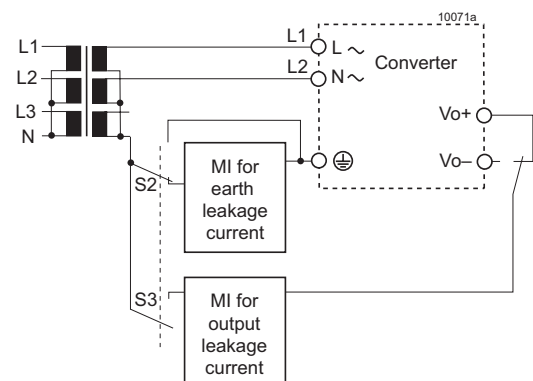 10071a
L1
L1
L ~
L2
L2
N ~
Converter
L3
N
Vo+
Vo–
S2
MI for
earth
leakage
current
S3
MI for
output
leakage
current